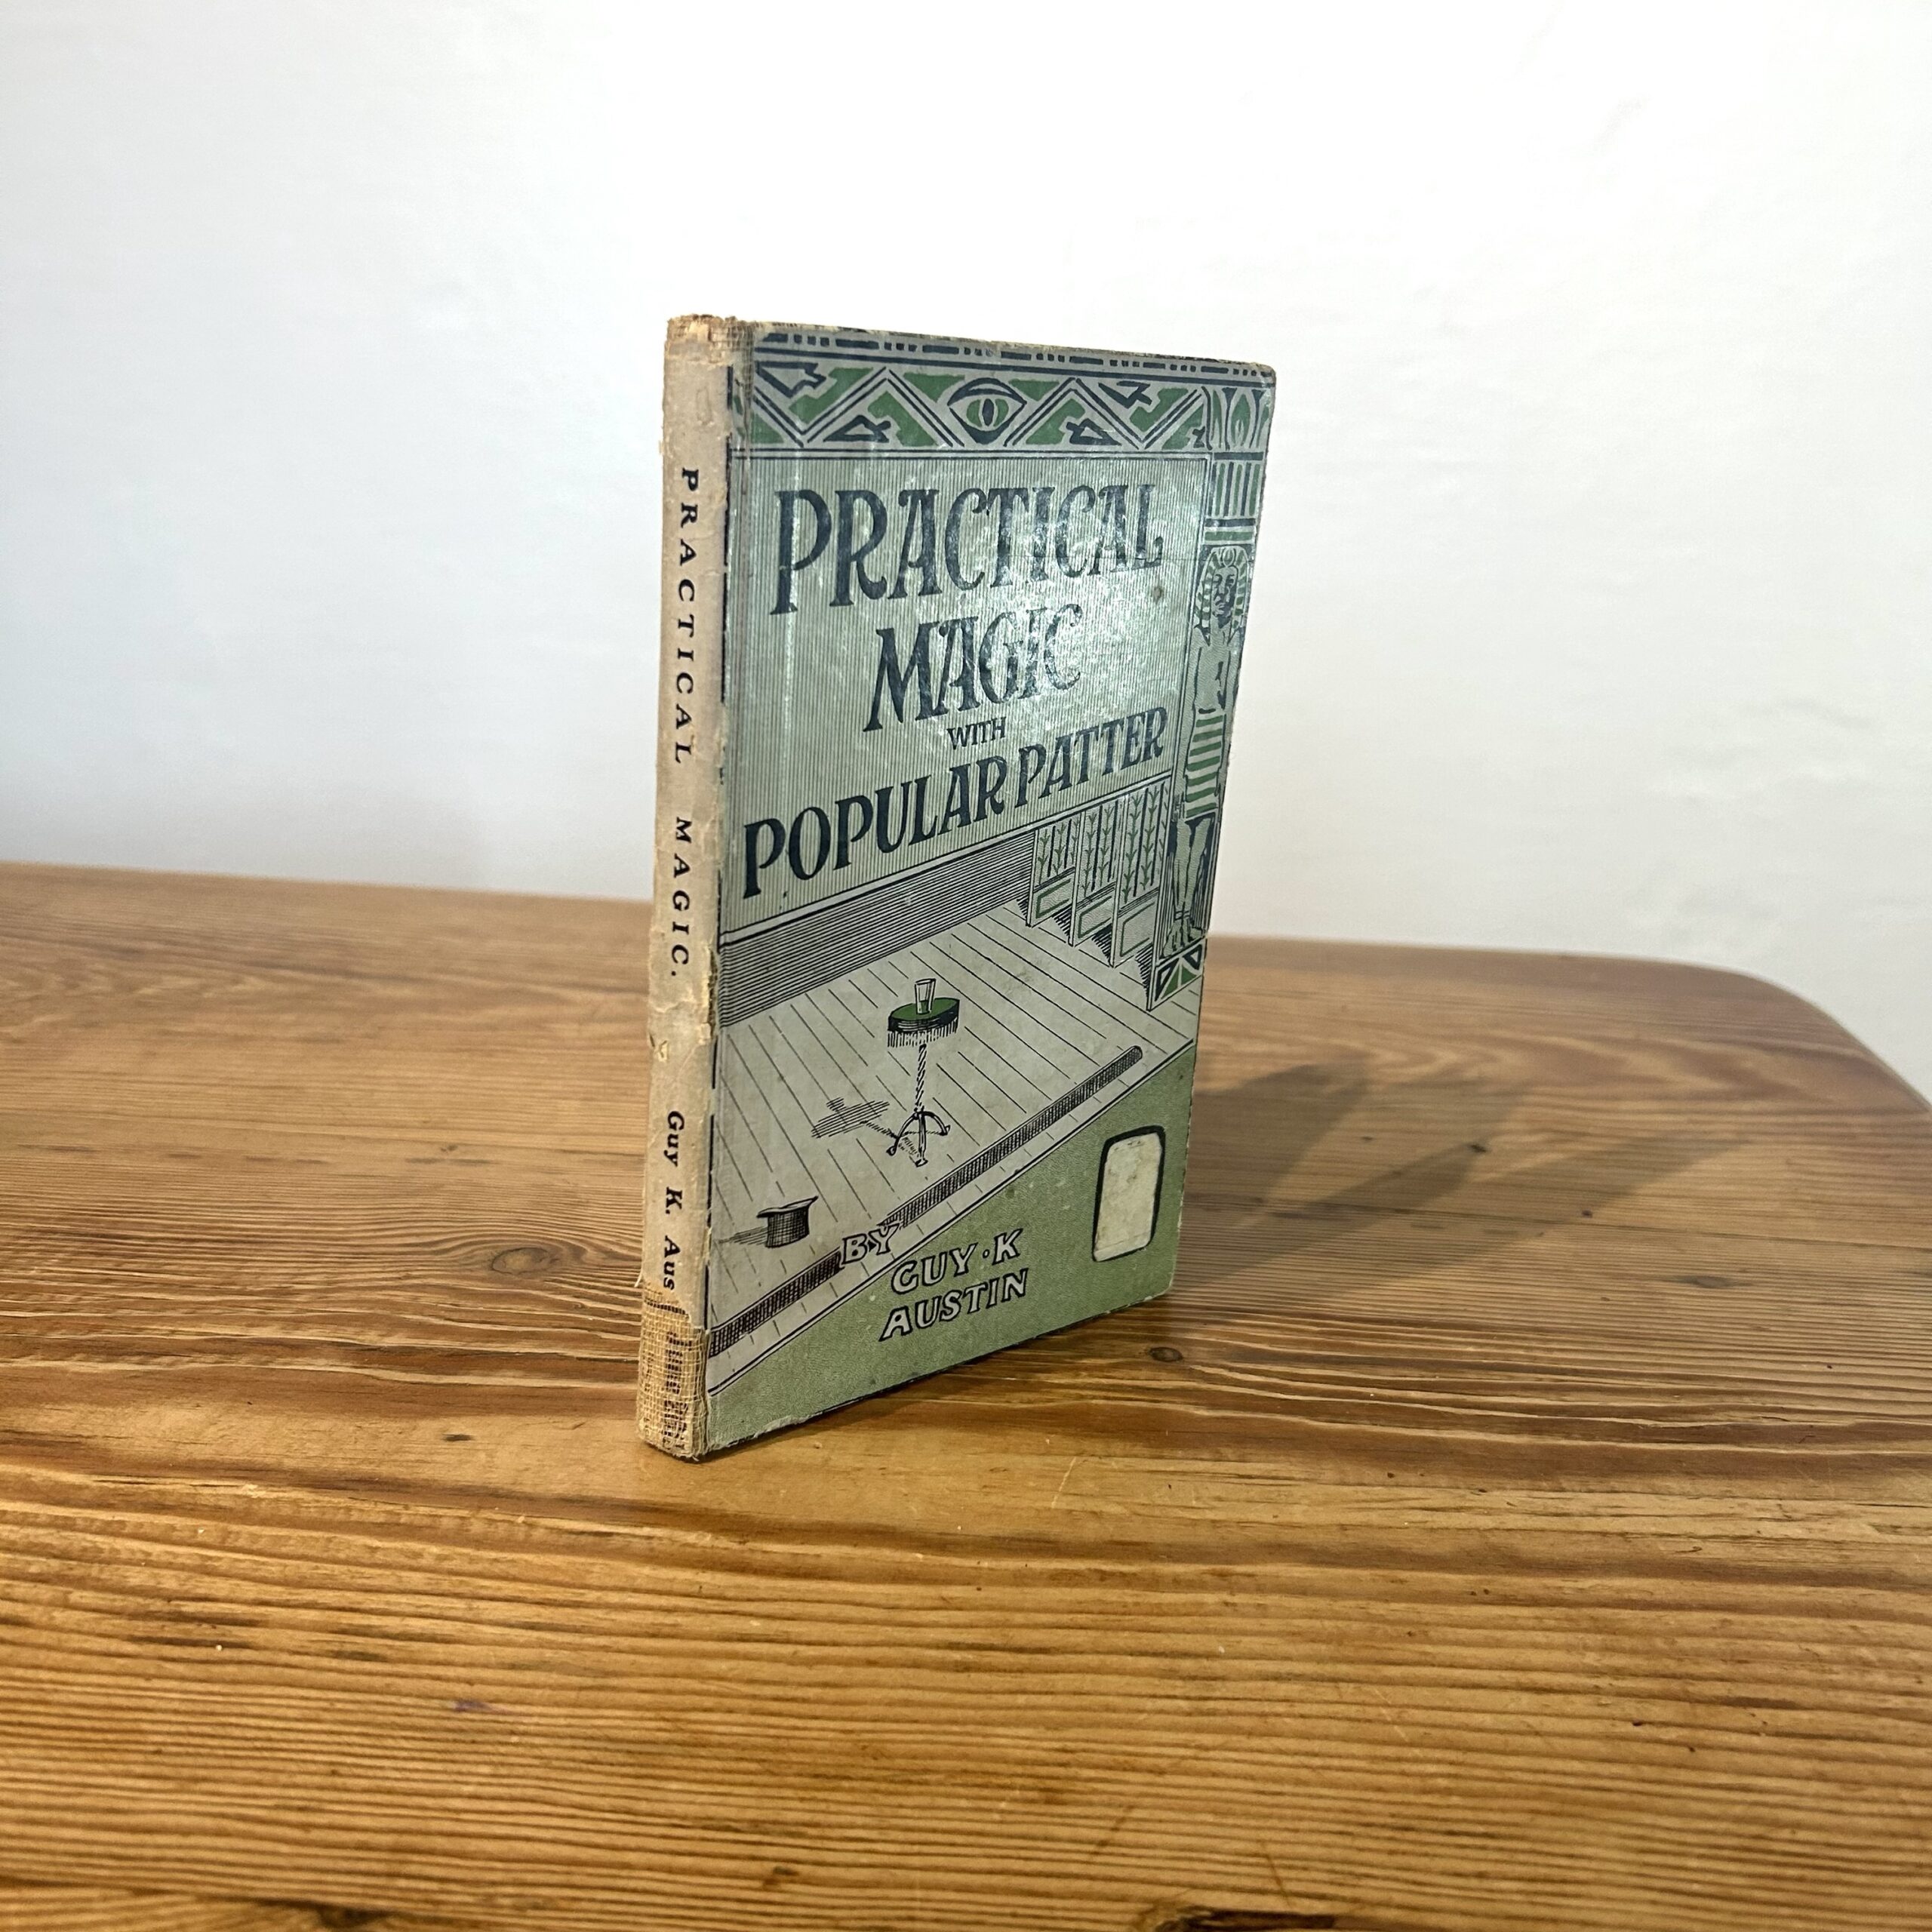 PRACTICAL MAGIC. Guy K. Aus
PRACTICAL
MAGIC
WITH
POPULAR PATTER
BY
GUY · K
AUSTIN